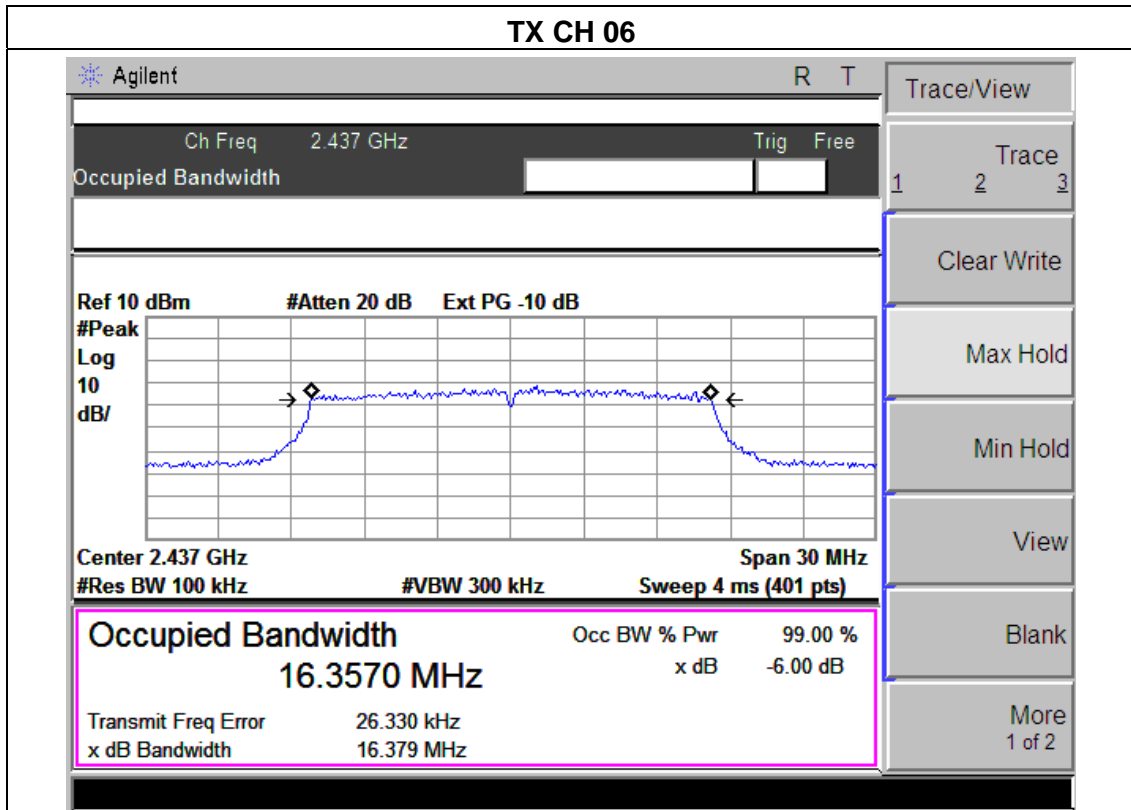 TX CH 06
Agilent R T
Trace/View
Ch Freq 2.437 GHz Trig Free
Occupied Bandwidth
Trace
1 2 3
Clear Write
Ref 10 dBm #Atten 20 dB Ext PG -10 dB
#Peak
Log
10
dB/
Max Hold
Min Hold
View
Center 2.437 GHz Span 30 MHz
#Res BW 100 kHz #VBW 300 kHz Sweep 4 ms (401 pts)
Occupied Bandwidth Occ BW % Pwr 99.00 %
16.3570 MHz x dB -6.00 dB
Blank
Transmit Freq Error 26.330 kHz
x dB Bandwidth 16.379 MHz
More
1 of 2